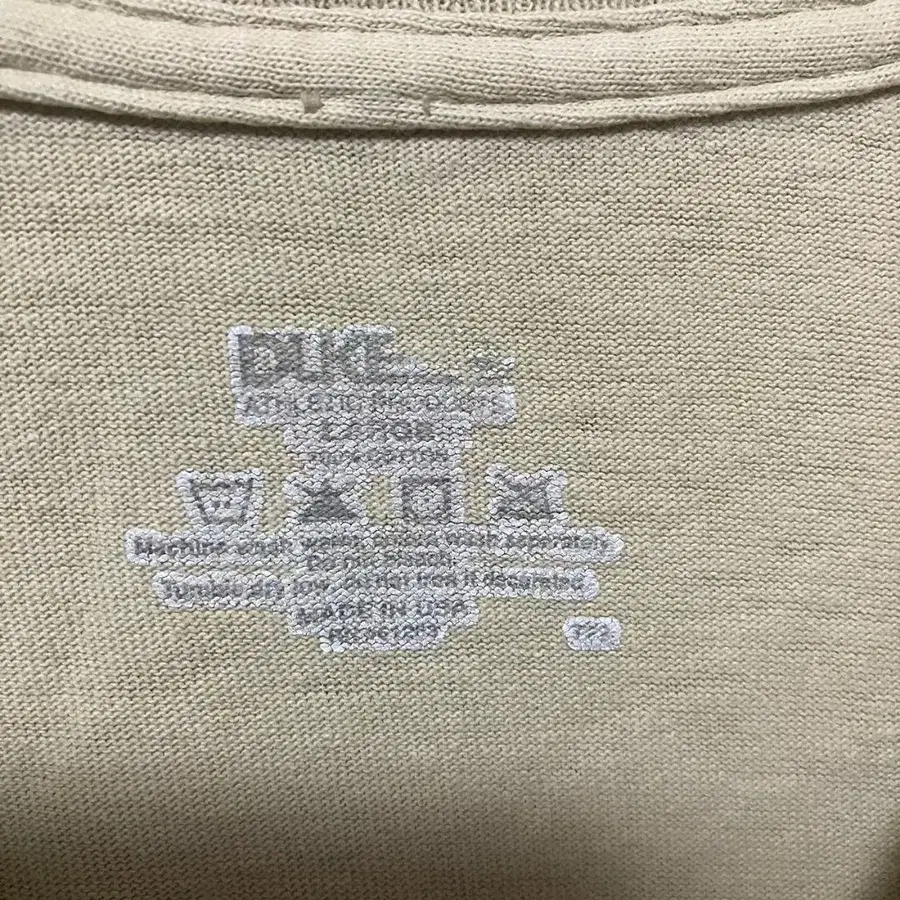 DUKE
ATHLETIC PRODUCTS
LARGE
100% COTTON
Machine wash warm, wash separately
Do not bleach.
Tumble dry low, do not iron if decorated
MADE IN USA